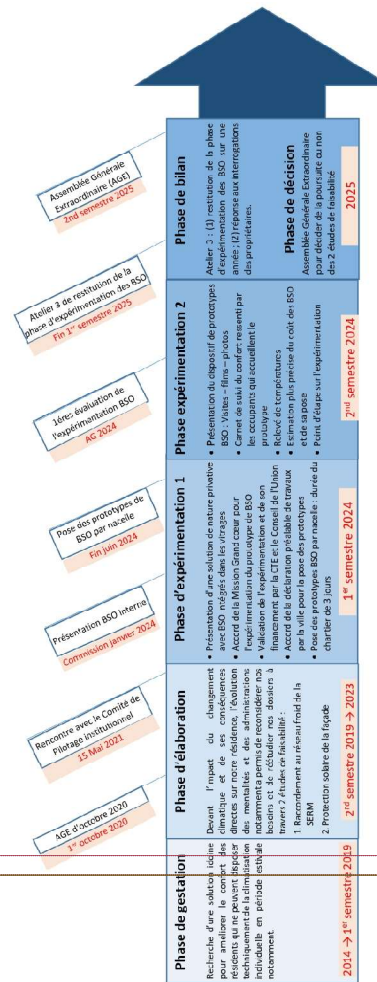 AGE d'octobre 2020
1er octobre 2020
Rencontre avec le Comité de
Pilotage Institutionnel
15 Mai 2021
Présentation BSO interne
Commission janvier 2024
Pose des prototypes de
BSO par nacelle
Fin juin 2024
1ères évaluation de
l'expérimentation BSO
AG 2024
Atelier 3 de restitution de la
phase d'expérimentation des BSO
Fin 1er semestre 2025
Assemblée Générale
Extraordinaire (AGE)
2nd semestre 2025
Phase de gestation
Recherche d'une solution idoine
pour améliorer le confort des
résidents qui ne peuvent disposer
techniquement de la climatisation
individuelle en période estivale
notamment.
2014 → 1er semestre 2019
Phase d'élaboration
Devant l'impact du changement
climatique et de ses conséquences
directes sur notre résidence, l'évolution
des mentalités et des administrations
notamment a permis de reconsidérer nos
besoins et de réétudier nos dossiers à
travers 2 études de faisabilité :
1 Raccordement au réseau froid de la
SERM
2. Protection solaire de la façade
2nd semestre 2019 → 2023
Phase d'expérimentation 1
• Présentation d'une solution de nature privative
avec BSO intégrés dans les vitrages
• Accord de la Mission Grand cœur pour
l'expérimentation du prototype de BSO
• Validation de l'expérimentation et de son
financement par la CTE et le Conseil de l'Union
• Accord de la déclaration préalable de travaux
par la ville pour la pose des prototypes
• Pose des prototypes BSO par nacelle : durée du
chantier de 3 jours
1er semestre 2024
Phase expérimentation 2
• Présentation du dispositif de prototypes
BSO : Visites – films – photos
• Carnet de suivi du confort ressenti par
les occupants qui accueillent le
prototype
• Relevé de températures
• Estimation plus précise du coût des BSO
et de sa pose
• Point d'étape sur l'expérimentation
2nd semestre 2024
Phase de bilan
Atelier 3 : (1) restitution de la phase
d'expérimentation des BSO sur une
année ; (2) réponse aux interrogations
des propriétaires.
Phase de décision
Assemblée Générale Extraordinaire
pour décider de la poursuite ou non
des 2 études de faisabilité
2025